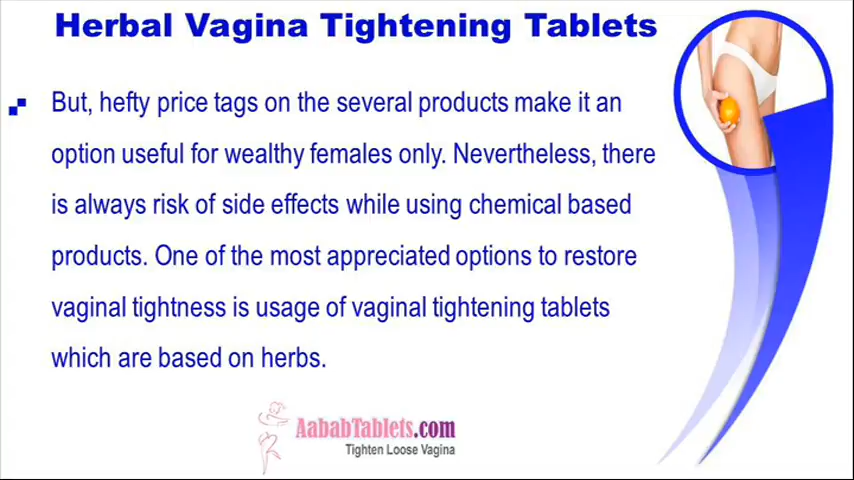 Herbal Vagina Tightening Tablets
But, hefty price tags on the several products make it an
option useful for wealthy females only. Nevertheless, there
is always risk of side effects while using chemical based
products. One of the most appreciated options to restore
vaginal tightness is usage of vaginal tightening tablets
which are based on herbs.
AababTablets.com
Tighten Loose Vagina